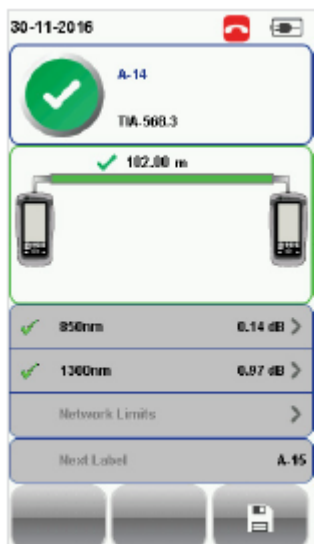 30-11-2016
A-14
TIA-568.3
102.00 m
850nm 0.14 dB
1300nm 0.97 dB
Network Limits
Next Label A-15